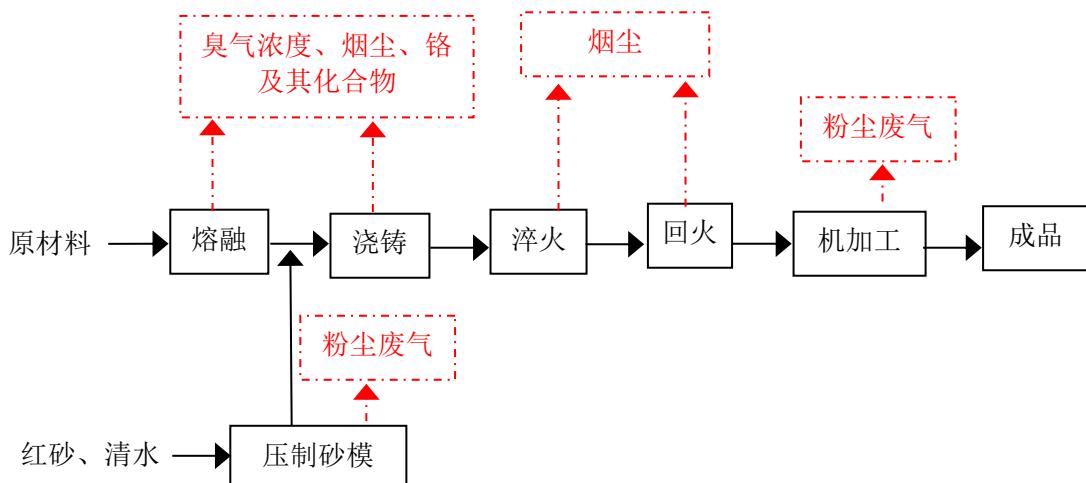 臭气浓度、烟尘、铬
及其化合物
烟尘
粉尘废气
原材料
熔融
浇铸
淬火
回火
机加工
成品
粉尘废气
红砂、清水
压制砂模